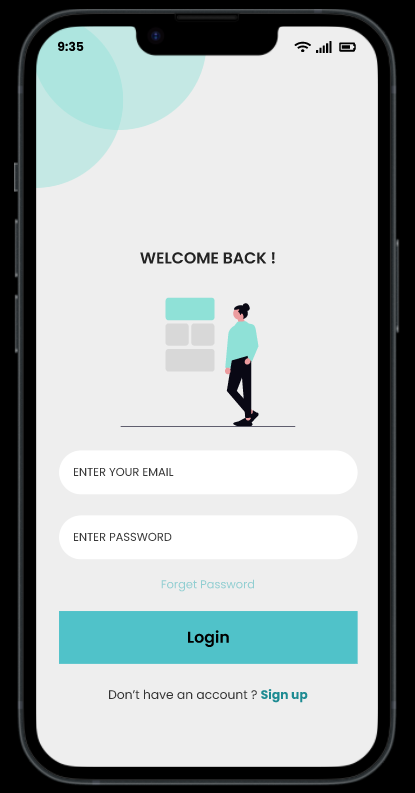 9:35
WELCOME BACK !
ENTER YOUR EMAIL
ENTER PASSWORD
Forget Password
Login
Don't have an account ? Sign up